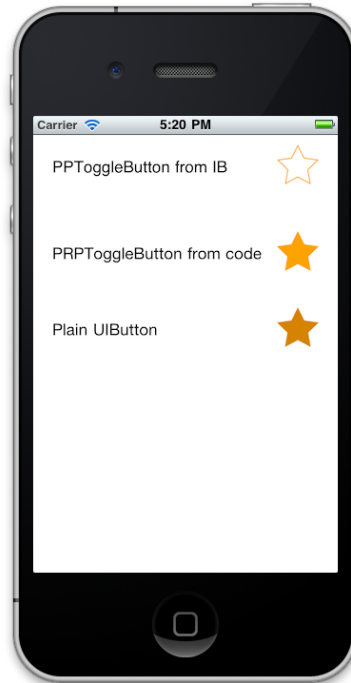 Carrier 5:20 PM
PPToggleButton from IB
PRPToggleButton from code
Plain UIButton